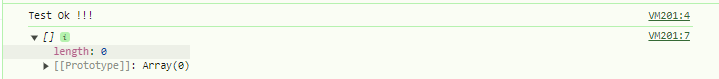 Test Ok !!! VM201:4
▼ [] i VM201:7
length: 0
▶ [[Prototype]]: Array(0)